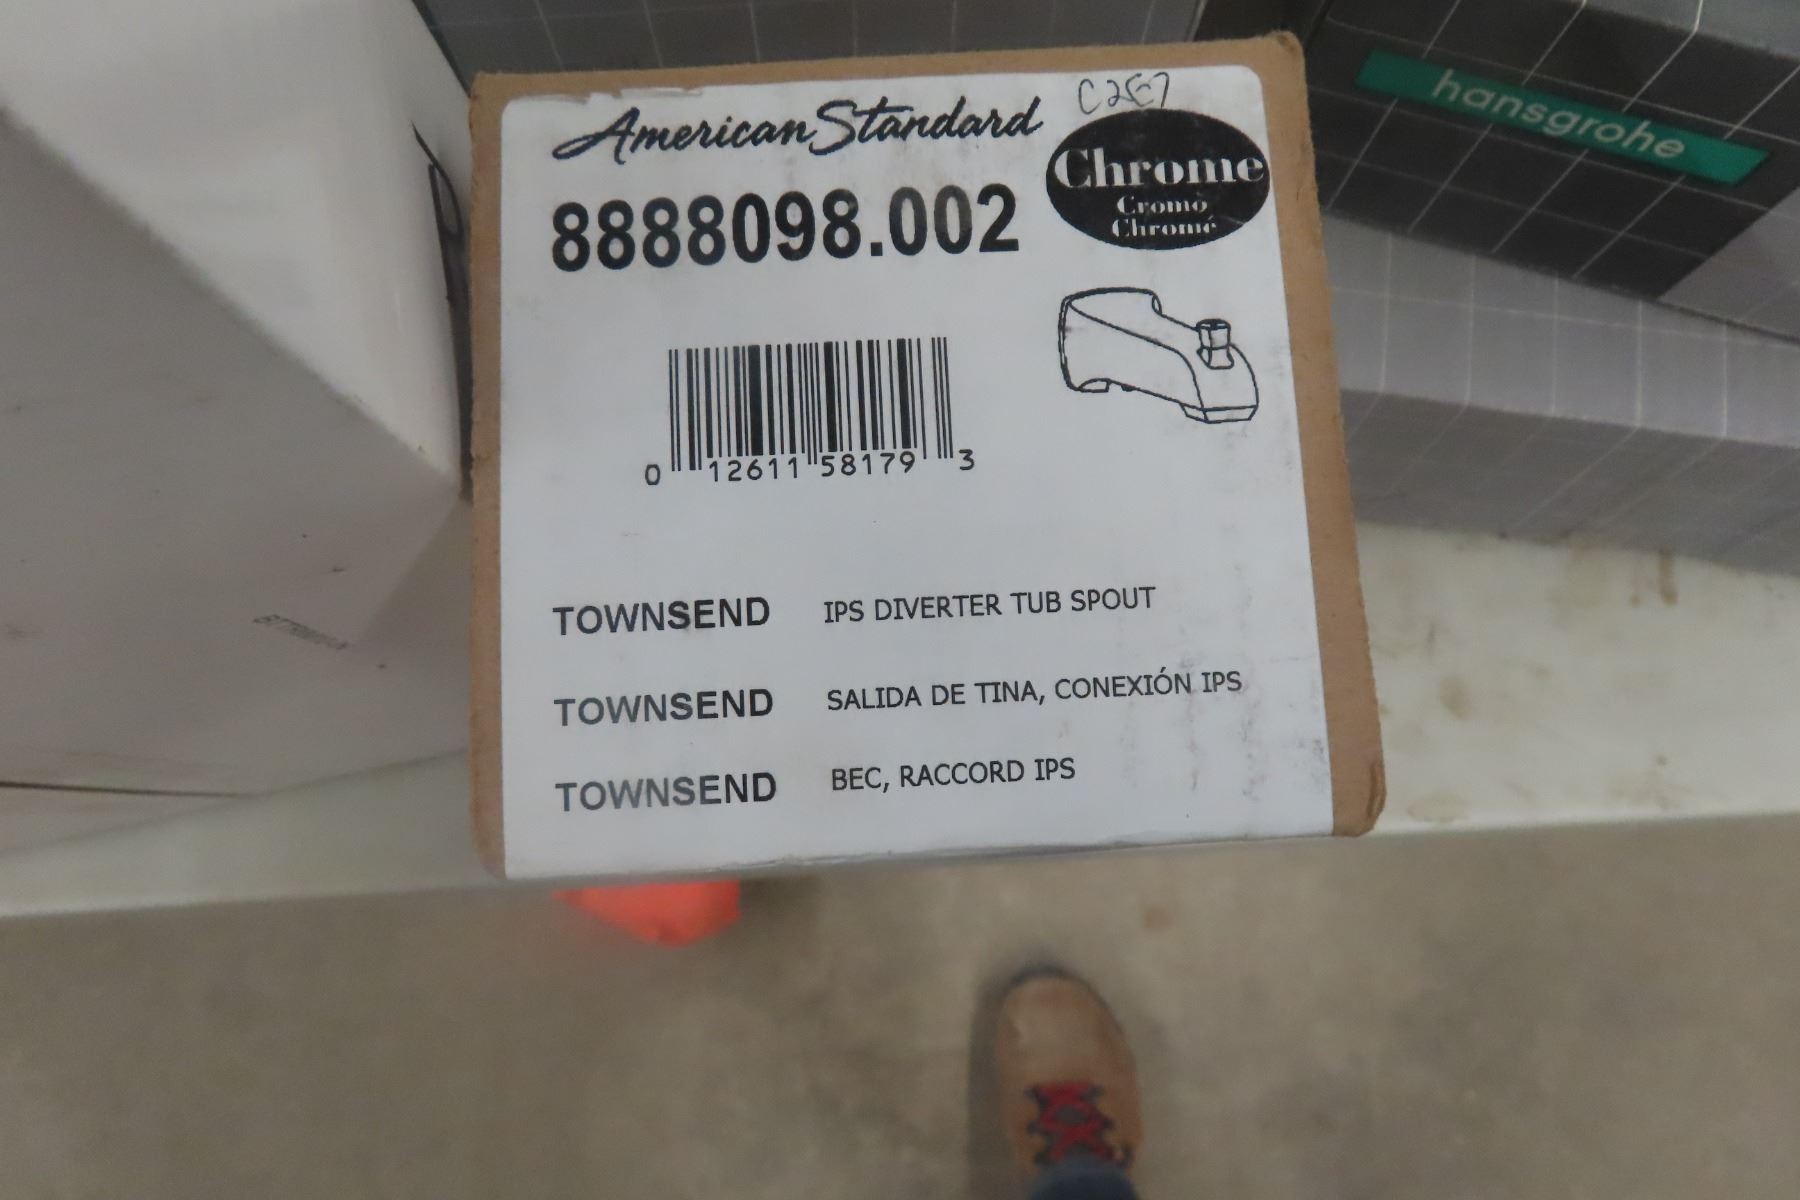 C2E7
American Standard
Chrome
Cromo
Chromé
8888098.002
hansgrohe
0 12611 58179 3
TOWNSEND IPS DIVERTER TUB SPOUT
TOWNSEND SALIDA DE TINA, CONEXIÓN IPS
TOWNSEND BEC, RACCORD IPS